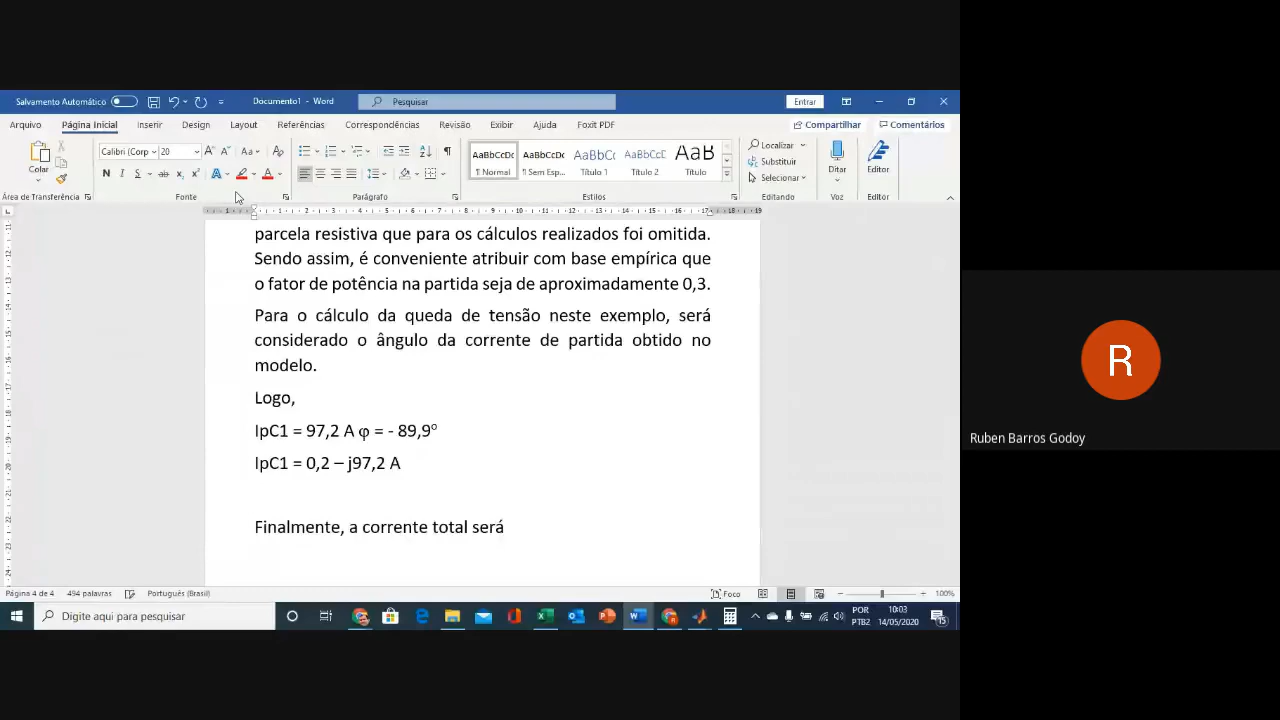 Salvamento Automático
Documento1 - Word
Pesquisar
Entrar
Arquivo Página Inicial Inserir Design Layout Referências Correspondências Revisão Exibir Ajuda Foxit PDF Compartilhar Comentários
Colar
Calibri (Corp 20
N I S ab x₂ x²
AaBbCcDc AaBbCcDc AaBbCc AaBbCcD AaB
¶ Normal ¶ Sem Esp... Título 1 Título 2 Título
Localizar
Substituir
Selecionar
Ditar
Editor
Área de Transferência Fonte Parágrafo Estilos Editando Voz Editor
parcela resistiva que para os cálculos realizados foi omitida.
Sendo assim, é conveniente atribuir com base empírica que
o fator de potência na partida seja de aproximadamente 0,3.
Para o cálculo da queda de tensão neste exemplo, será
considerado o ângulo da corrente de partida obtido no
modelo.
Logo,
IpC1 = 97,2 A φ = - 89,9°
IpC1 = 0,2 – j97,2 A
Finalmente, a corrente total será
Página 4 de 4 494 palavras Português (Brasil) Foco 100%
Digite aqui para pesquisar
POR
PTB2
10:03
14/05/2020
15
R
Ruben Barros Godoy